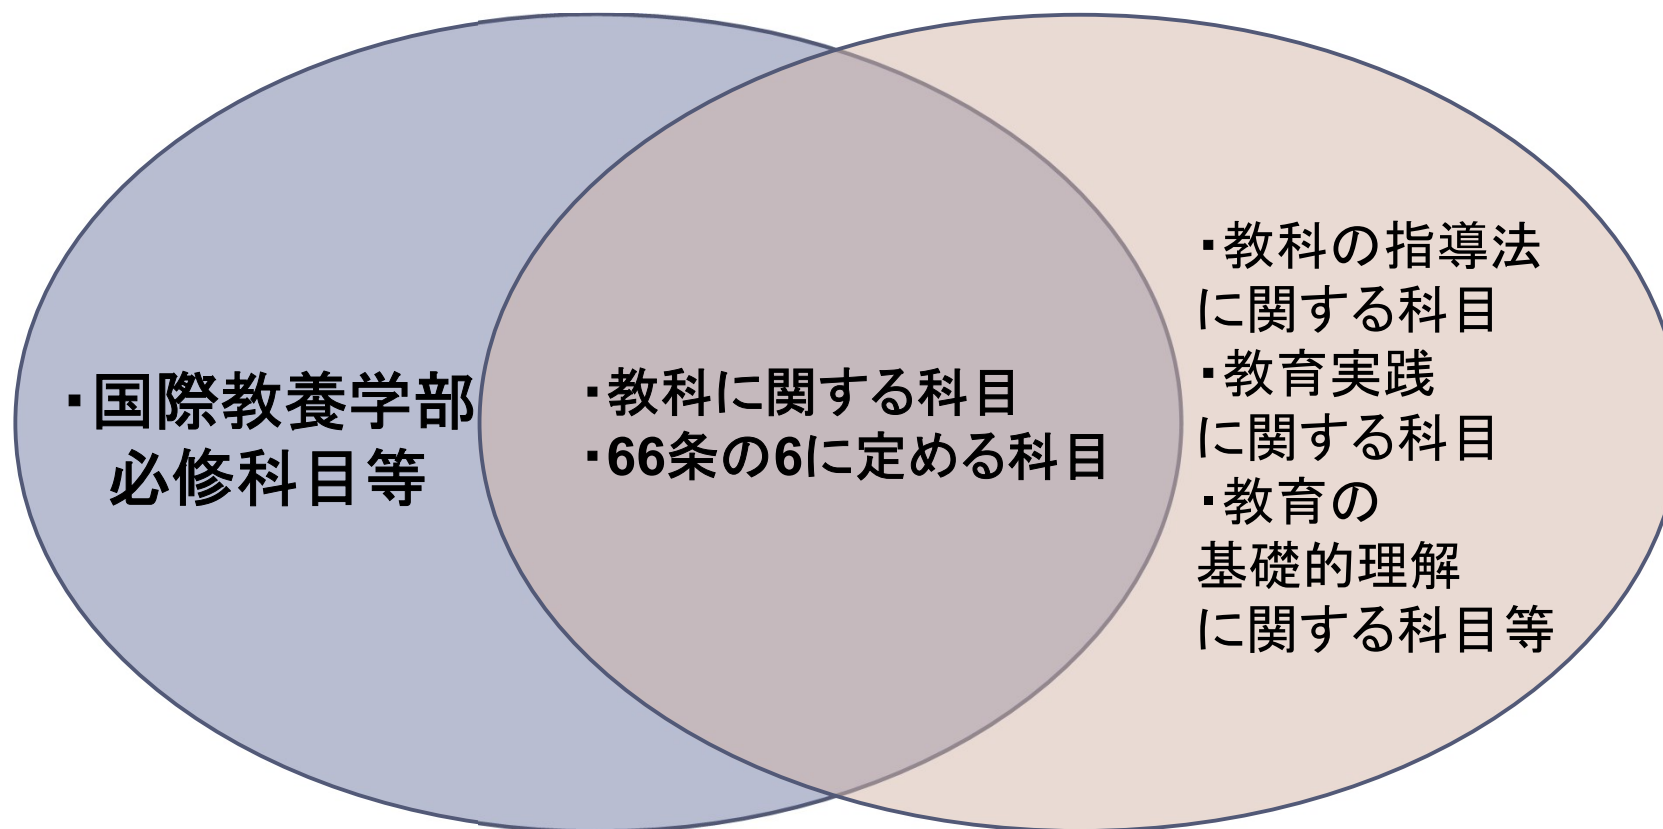 ・国際教養学部
必修科目等
・教科に関する科目
・66条の6に定める科目
・教科の指導法
に関する科目
・教育実践
に関する科目
・教育の
基礎的理解
に関する科目等